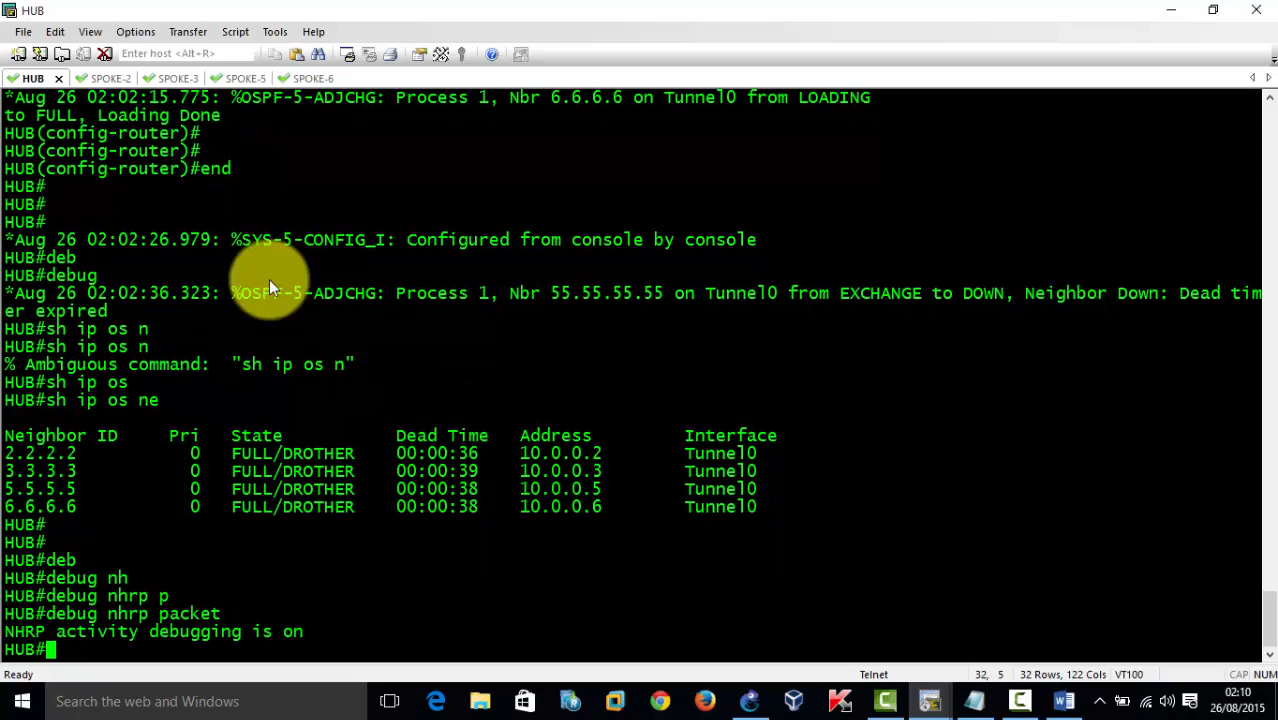 HUB
File Edit View Options Transfer Script Tools Help
Enter host <Alt+R>
HUB SPOKE-2 SPOKE-3 SPOKE-5 SPOKE-6
*Aug 26 02:02:15.775: %OSPF-5-ADJCHG: Process 1, Nbr 6.6.6.6 on Tunnel0 from LOADING
to FULL, Loading Done
HUB(config-router)#
HUB(config-router)#
HUB(config-router)#end
HUB#
HUB#
HUB#
*Aug 26 02:02:26.979: %SYS-5-CONFIG_I: Configured from console by console
HUB#deb
HUB#debug
*Aug 26 02:02:36.323: %OSPF-5-ADJCHG: Process 1, Nbr 55.55.55.55 on Tunnel0 from EXCHANGE to DOWN, Neighbor Down: Dead tim
er expired
HUB#sh ip os n
HUB#sh ip os n
% Ambiguous command:  "sh ip os n"
HUB#sh ip os
HUB#sh ip os ne
Neighbor ID Pri State Dead Time Address Interface
2.2.2.2 0 FULL/DROTHER 00:00:36 10.0.0.2 Tunnel0
3.3.3.3 0 FULL/DROTHER 00:00:39 10.0.0.3 Tunnel0
5.5.5.5 0 FULL/DROTHER 00:00:38 10.0.0.5 Tunnel0
6.6.6.6 0 FULL/DROTHER 00:00:38 10.0.0.6 Tunnel0
HUB#
HUB#
HUB#deb
HUB#debug nh
HUB#debug nhrp p
HUB#debug nhrp packet
NHRP activity debugging is on
HUB#
Ready Telnet 32, 5 32 Rows, 122 Cols VT100 CAP NUM
Search the web and Windows
02:10
26/08/2015